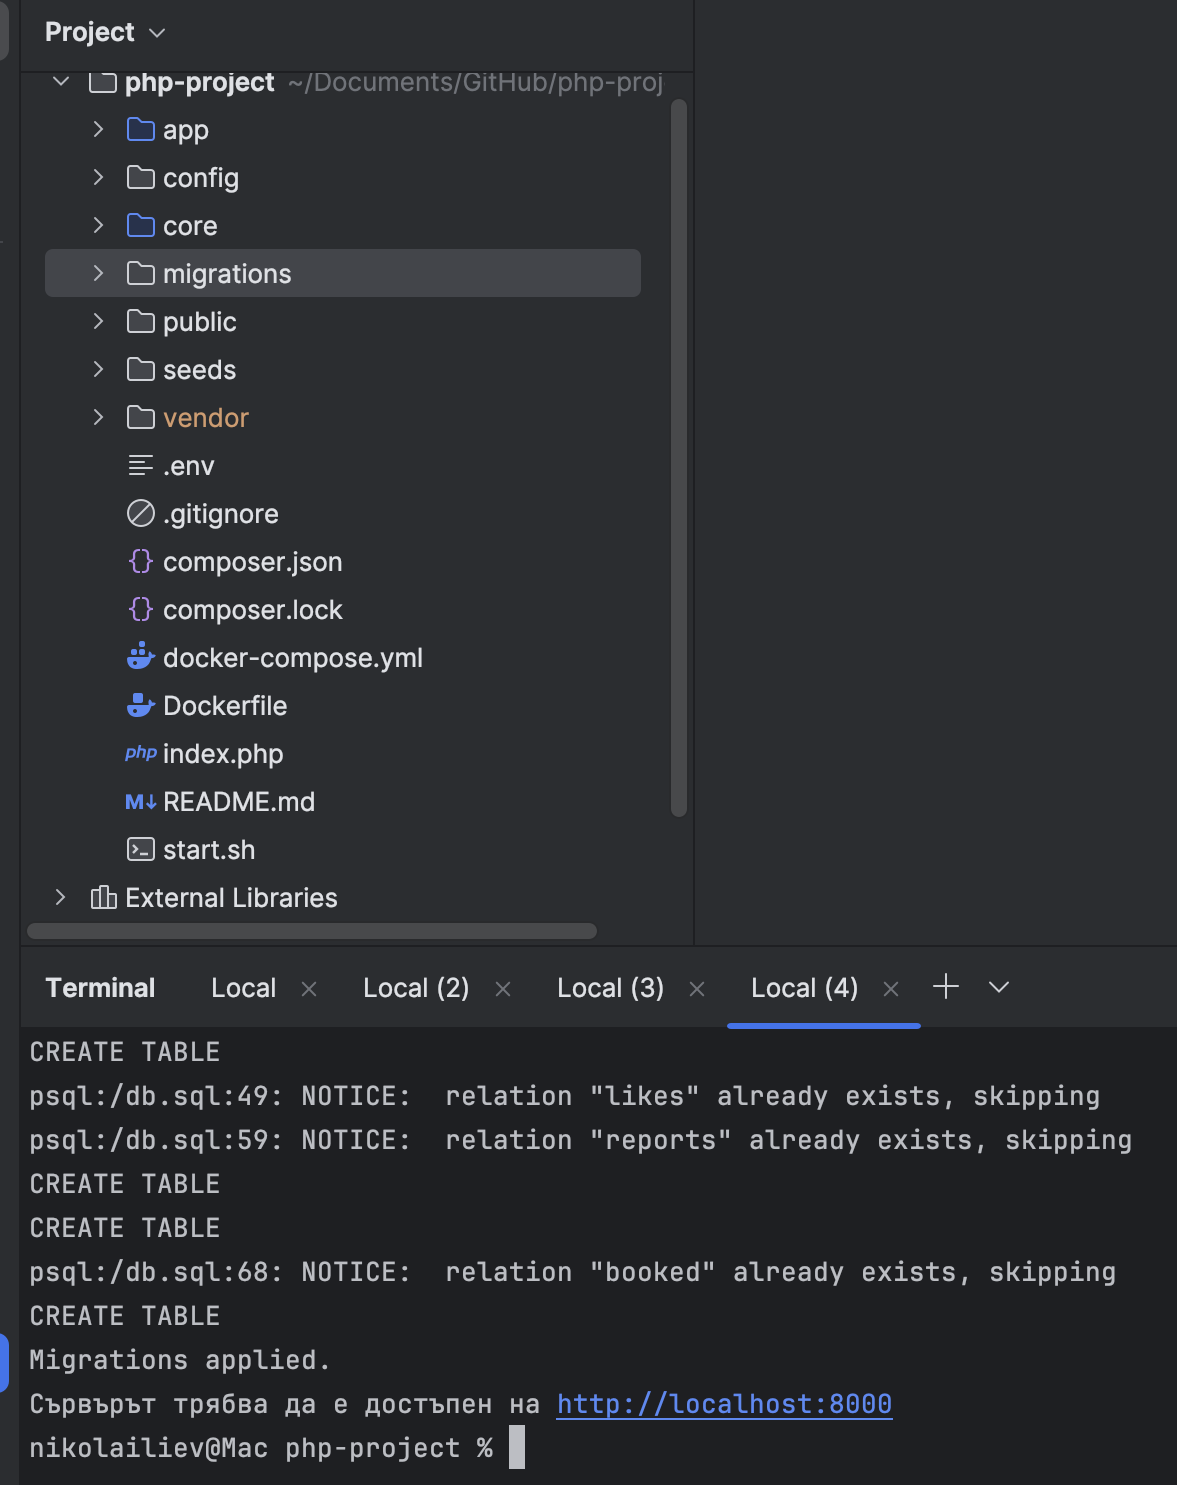 Project
php-project ~/Documents/GitHub/php-proj
app
config
core
migrations
public
seeds
vendor
.env
.gitignore
{} composer.json
{} composer.lock
docker-compose.yml
Dockerfile
php index.php
M↓ README.md
start.sh
External Libraries
Terminal Local × Local (2) × Local (3) × Local (4) × +
CREATE TABLE
psql:/db.sql:49: NOTICE:  relation "likes" already exists, skipping
psql:/db.sql:59: NOTICE:  relation "reports" already exists, skipping
CREATE TABLE
CREATE TABLE
psql:/db.sql:68: NOTICE:  relation "booked" already exists, skipping
CREATE TABLE
Migrations applied.
Сървърът трябва да е достъпен на http://localhost:8000
nikolailiev@Mac php-project %